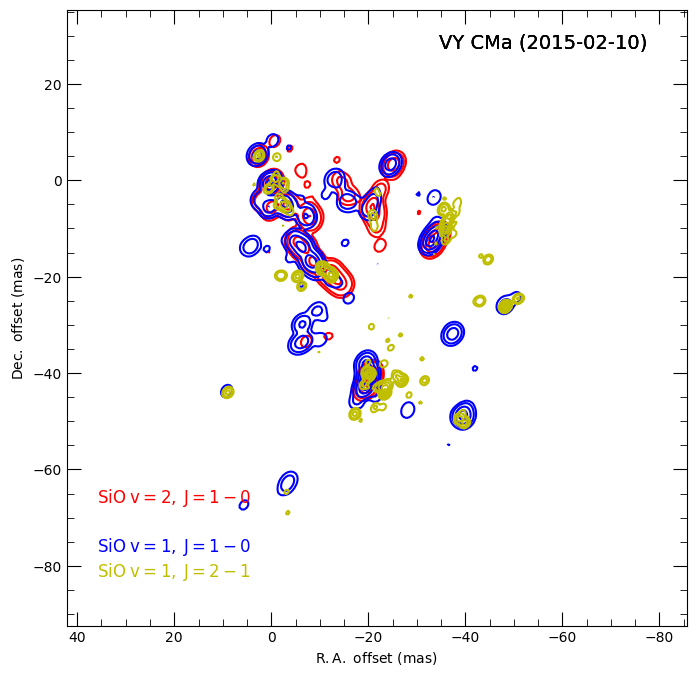 VY CMa (2015-02-10)
20
0
−20
−40
−60
−80
Dec. offset (mas)
SiO v = 2, J = 1 − 0
SiO v = 1, J = 1 − 0
SiO v = 1, J = 2 − 1
40 20 0 −20 −40 −60 −80
R.A. offset (mas)